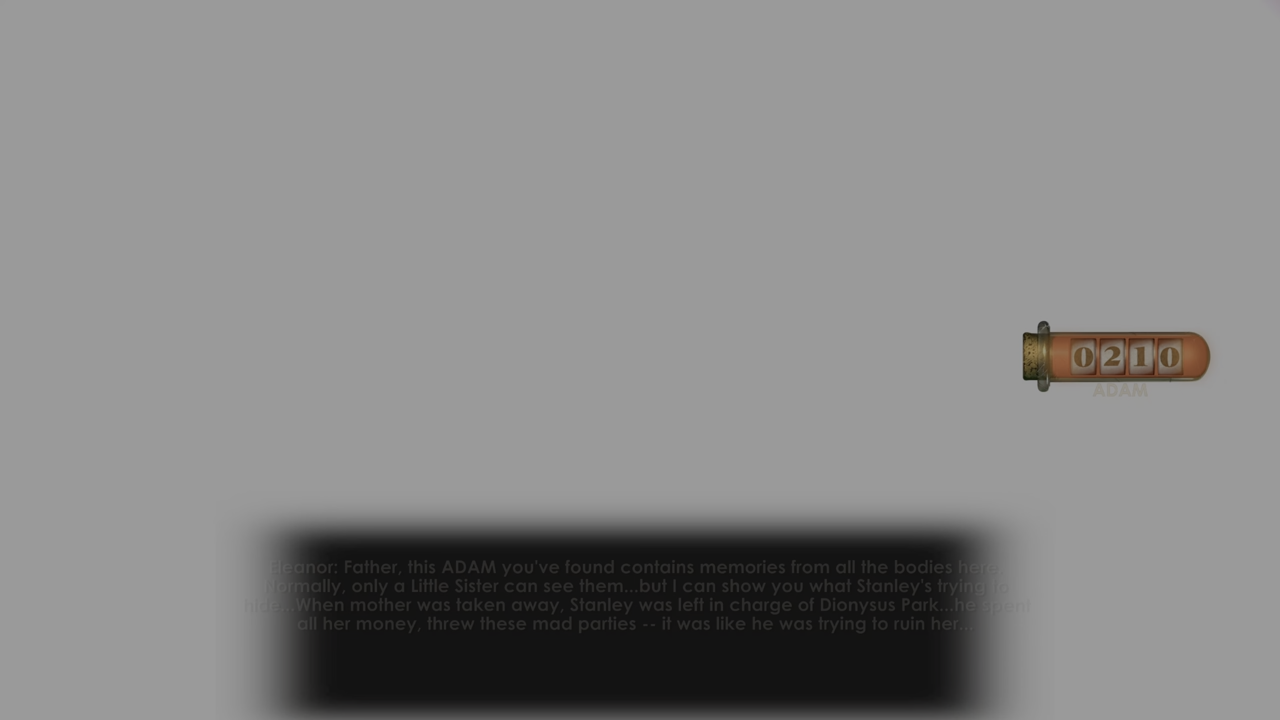 0210
ADAM
Eleanor: Father, this ADAM you've found contains memories from all the bodies here.
Normally, only a Little Sister can see them...but I can show you what Stanley's trying to
hide...When mother was taken away, Stanley was left in charge of Dionysus Park...he spent
all her money, threw these mad parties -- it was like he was trying to ruin her...